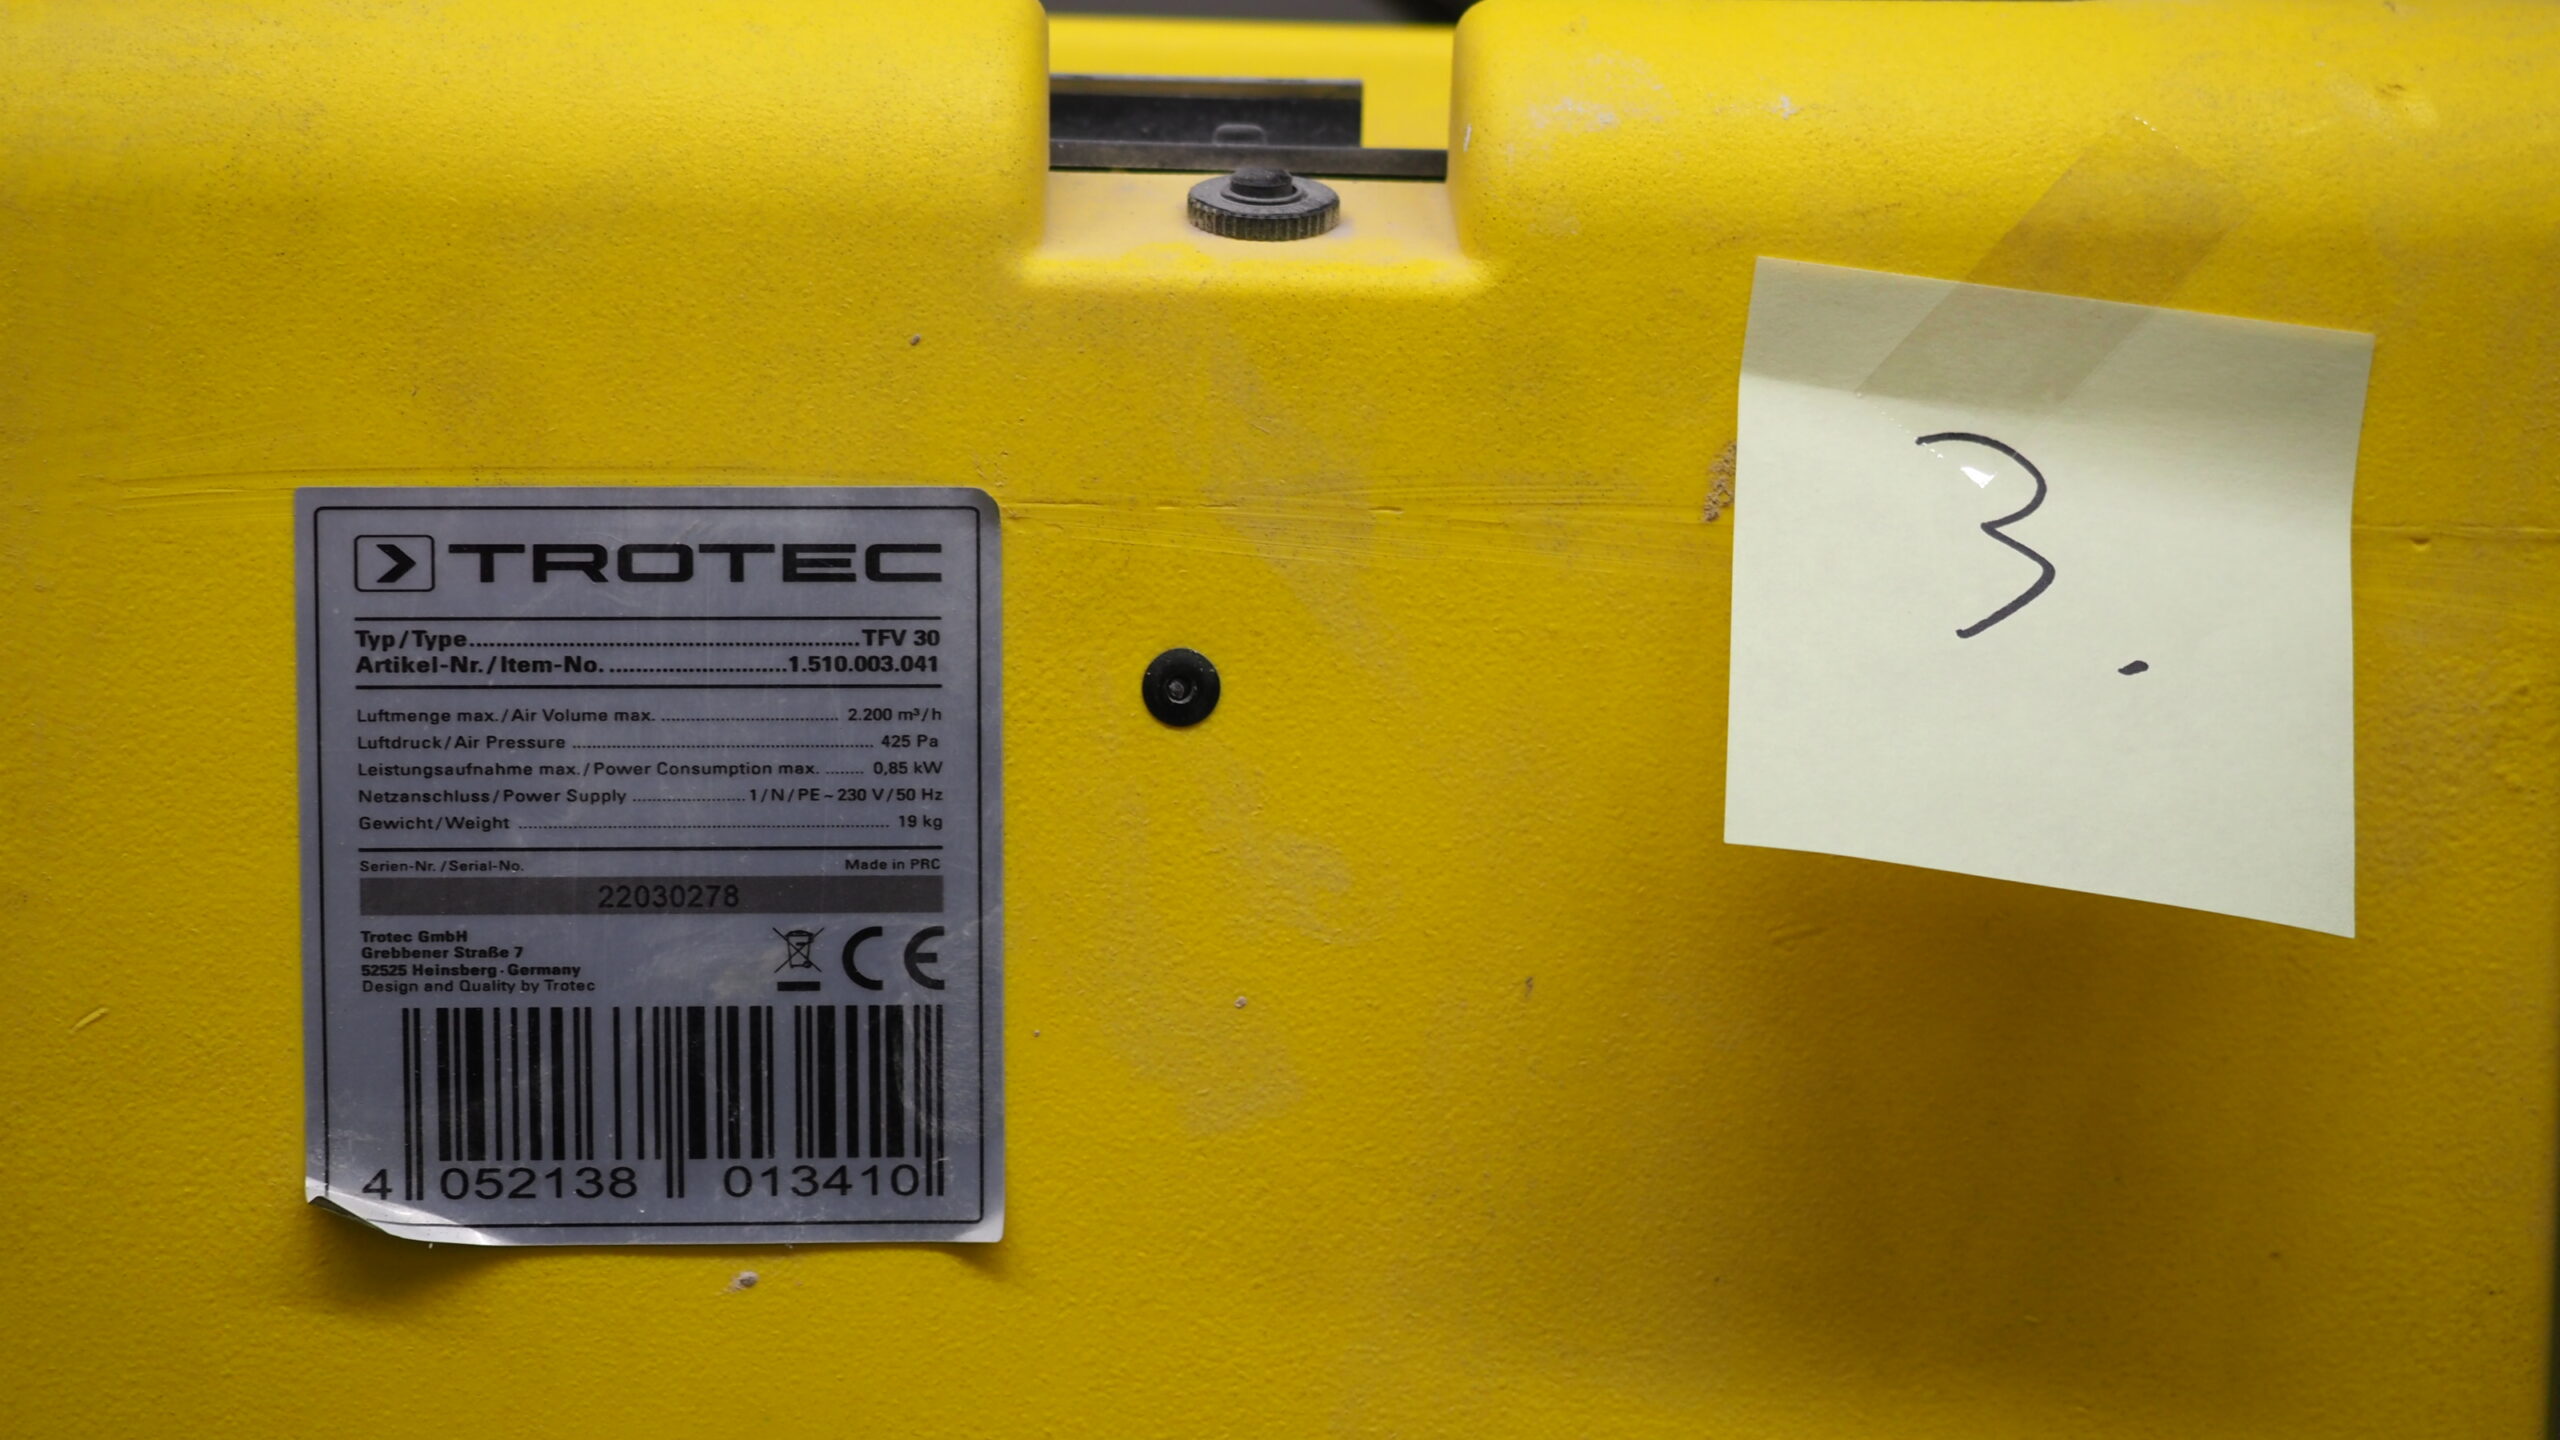 TROTEC
Typ/Type..........TFV 30
Artikel-Nr./Item-No...........1.510.003.041
Luftmenge max./Air Volume max. .......... 2.200 m³/h
Luftdruck/Air Pressure .......... 425 Pa
Leistungsaufnahme max./Power Consumption max. ........ 0,85 kW
Netzanschluss/Power Supply ..........1/N/PE~230 V/50 Hz
Gewicht/Weight .......... 19 kg
Serien-Nr./Serial-No. Made in PRC
22030278
Trotec GmbH
Grebbener Straße 7
52525 Heinsberg-Germany
Design and Quality by Trotec
CE
4 052138 013410
3.